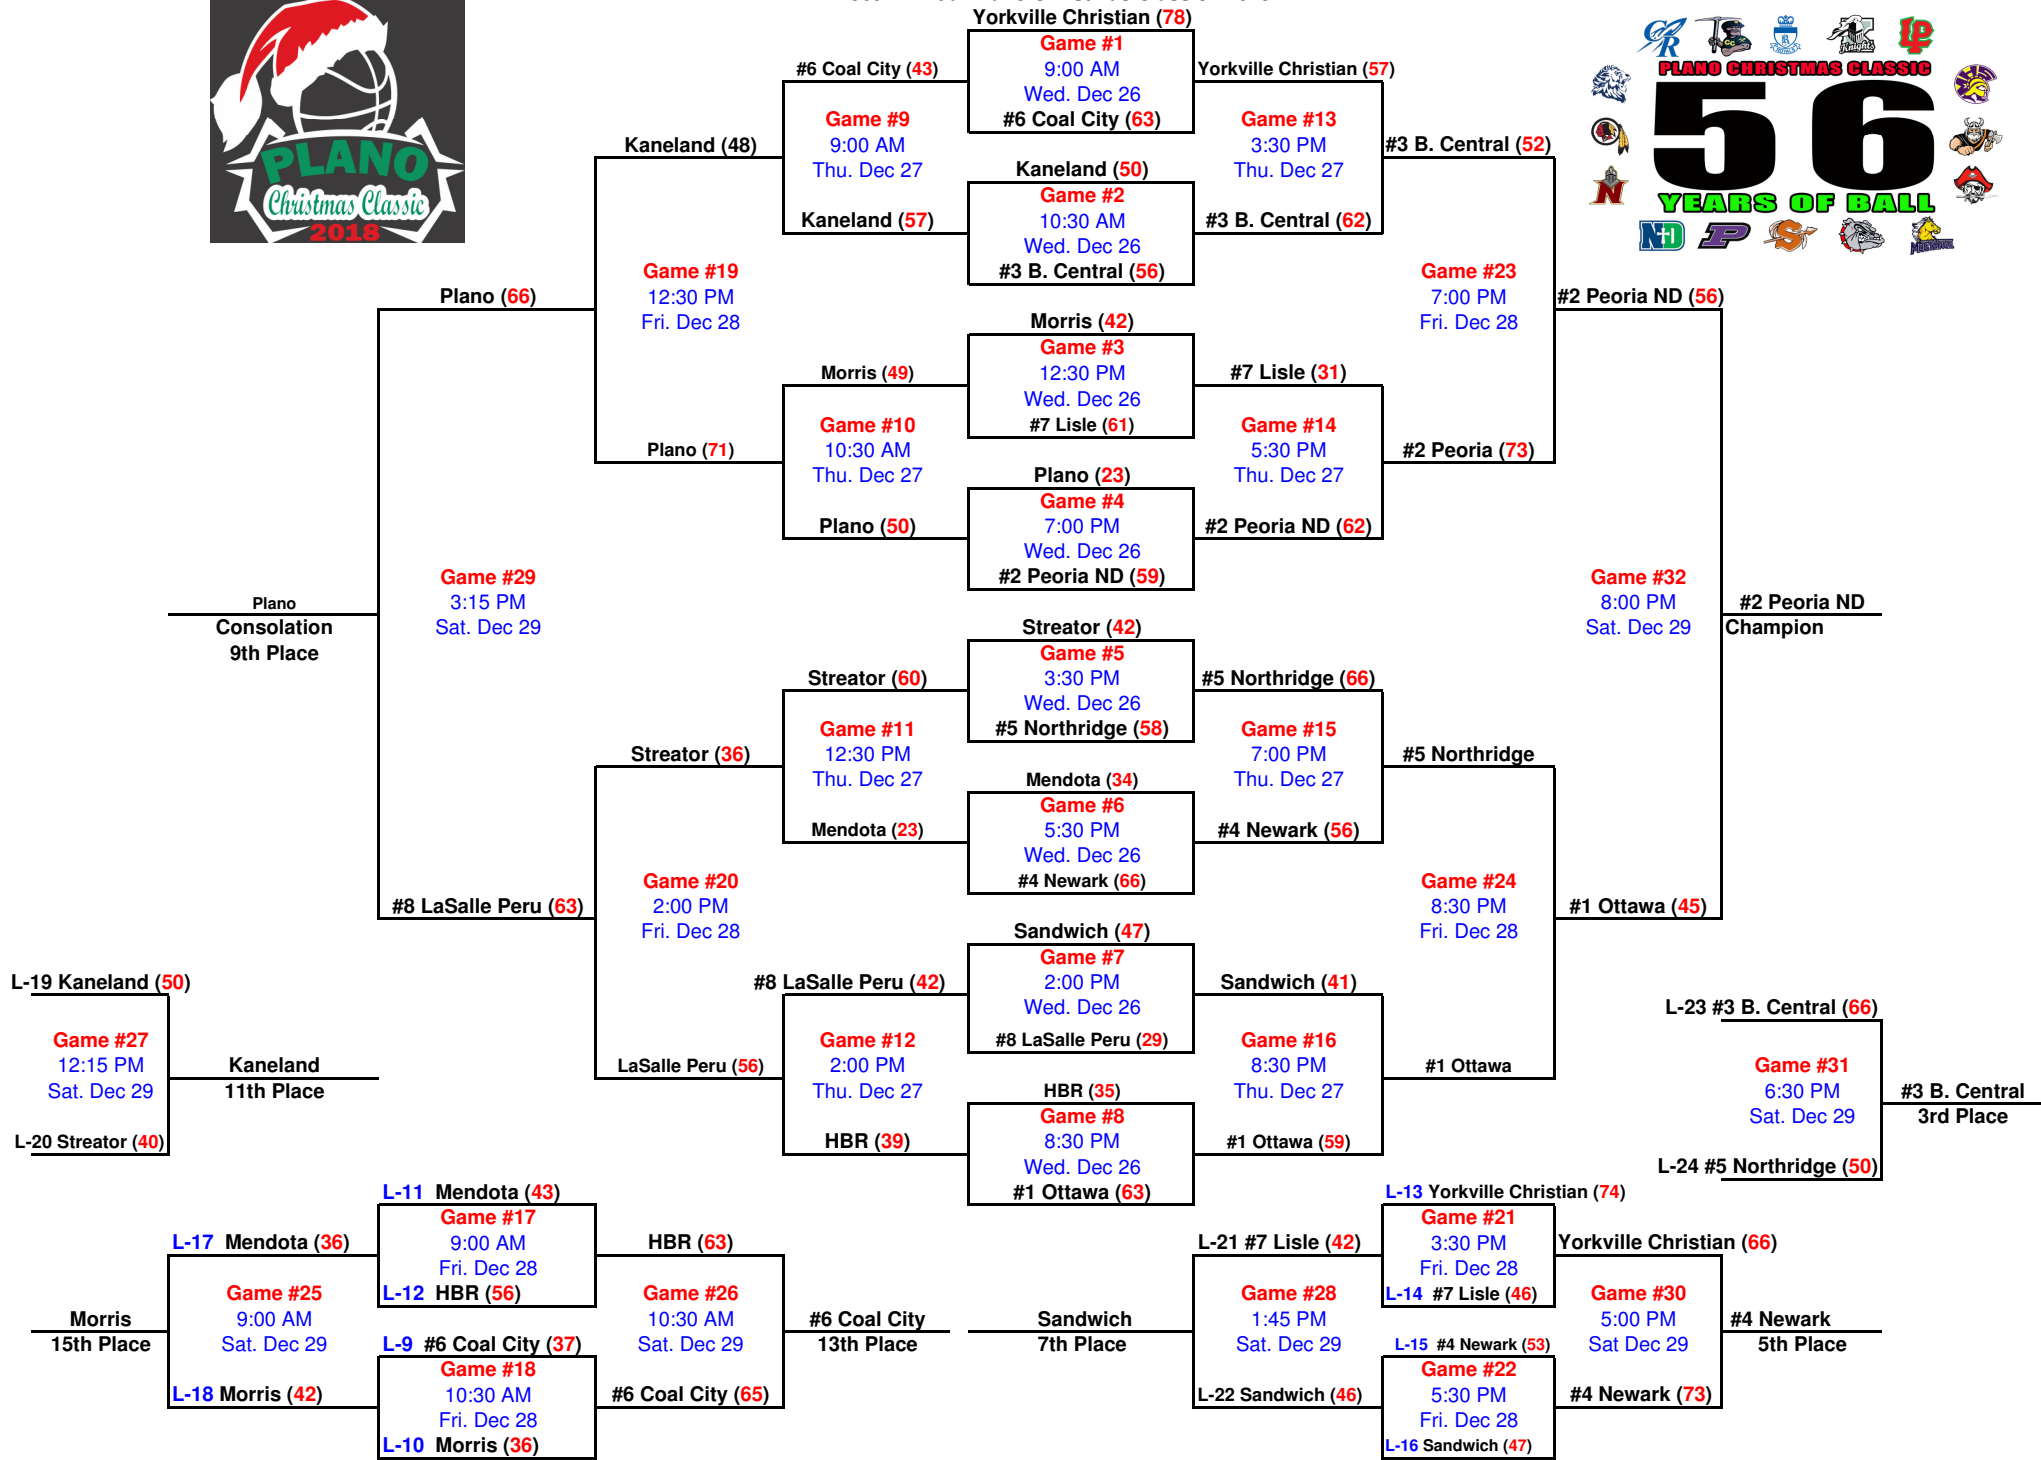 PLANO
Christmas Classic
2018
PLANO CHRISTMAS CLASSIC
56
YEARS OF BALL
Yorkville Christian (78)
Game #1
9:00 AM
Wed. Dec 26
#6 Coal City (63)
Kaneland (50)
Game #2
10:30 AM
Wed. Dec 26
#3 B. Central (56)
Morris (42)
Game #3
12:30 PM
Wed. Dec 26
#7 Lisle (61)
Plano (23)
Game #4
7:00 PM
Wed. Dec 26
#2 Peoria ND (59)
Streator (42)
Game #5
3:30 PM
Wed. Dec 26
#5 Northridge (58)
Mendota (34)
Game #6
5:30 PM
Wed. Dec 26
#4 Newark (66)
Sandwich (47)
Game #7
2:00 PM
Wed. Dec 26
#8 LaSalle Peru (29)
HBR (35)
Game #8
8:30 PM
Wed. Dec 26
#1 Ottawa (63)
#6 Coal City (43)
Game #9
9:00 AM
Thu. Dec 27
Kaneland (57)
Morris (49)
Game #10
10:30 AM
Thu. Dec 27
Plano (50)
Streator (60)
Game #11
12:30 PM
Thu. Dec 27
Mendota (23)
#8 LaSalle Peru (42)
Game #12
2:00 PM
Thu. Dec 27
HBR (39)
Yorkville Christian (57)
Game #13
3:30 PM
Thu. Dec 27
#3 B. Central (62)
#7 Lisle (31)
Game #14
5:30 PM
Thu. Dec 27
#2 Peoria ND (62)
#5 Northridge (66)
Game #15
7:00 PM
Thu. Dec 27
#4 Newark (56)
Sandwich (41)
Game #16
8:30 PM
Thu. Dec 27
#1 Ottawa (59)
Kaneland (48)
Game #19
12:30 PM
Fri. Dec 28
Plano (71)
Streator (36)
Game #20
2:00 PM
Fri. Dec 28
LaSalle Peru (56)
#3 B. Central (52)
Game #23
7:00 PM
Fri. Dec 28
#2 Peoria (73)
#5 Northridge
Game #24
8:30 PM
Fri. Dec 28
#1 Ottawa
Plano (66)
Game #29
3:15 PM
Sat. Dec 29
#8 LaSalle Peru (63)
Plano
Consolation
9th Place
#2 Peoria ND (56)
Game #32
8:00 PM
Sat. Dec 29
#1 Ottawa (45)
#2 Peoria ND
Champion
L-19 Kaneland (50)
Game #27
12:15 PM
Sat. Dec 29
L-20 Streator (40)
Kaneland
11th Place
L-23 #3 B. Central (66)
Game #31
6:30 PM
Sat. Dec 29
L-24 #5 Northridge (50)
#3 B. Central
3rd Place
L-11 Mendota (43)
Game #17
9:00 AM
Fri. Dec 28
L-12 HBR (56)
L-9 #6 Coal City (37)
Game #18
10:30 AM
Fri. Dec 28
L-10 Morris (36)
L-17 Mendota (36)
Game #25
9:00 AM
Sat. Dec 29
L-18 Morris (42)
Morris
15th Place
HBR (63)
Game #26
10:30 AM
Sat. Dec 29
#6 Coal City (65)
#6 Coal City
13th Place
L-13 Yorkville Christian (74)
Game #21
3:30 PM
Fri. Dec 28
L-14 #7 Lisle (46)
L-15 #4 Newark (53)
Game #22
5:30 PM
Fri. Dec 28
L-16 Sandwich (47)
L-21 #7 Lisle (42)
Game #28
1:45 PM
Sat. Dec 29
L-22 Sandwich (46)
Sandwich
7th Place
Yorkville Christian (66)
Game #30
5:00 PM
Sat Dec 29
#4 Newark (73)
#4 Newark
5th Place